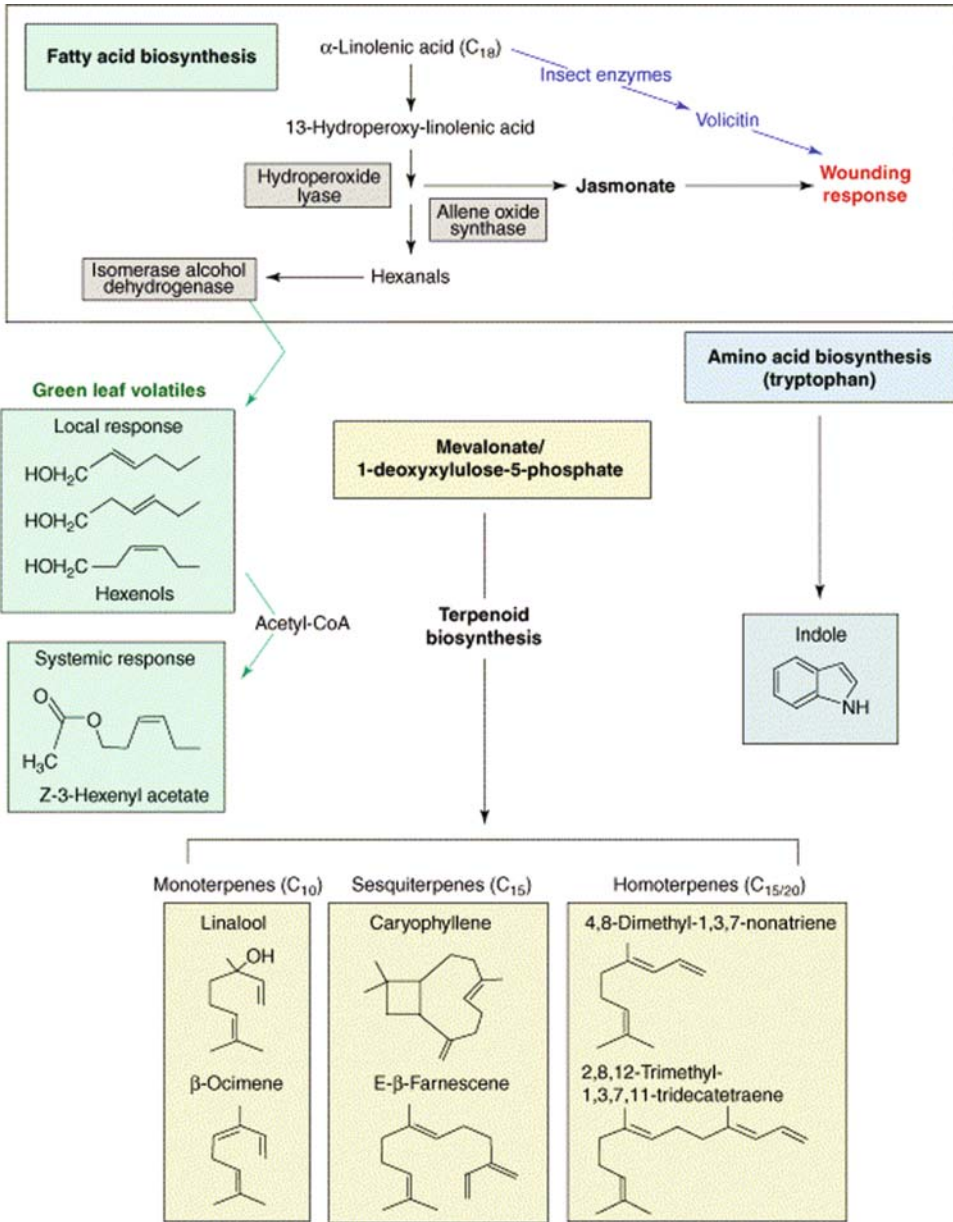 Fatty acid biosynthesis
α-Linolenic acid (C18)
Insect enzymes
Volicitin
13-Hydroperoxy-linolenic acid
Wounding
response
Hydroperoxide
lyase
Jasmonate
Allene oxide
synthase
Isomerase alcohol
dehydrogenase
Hexanals
Amino acid biosynthesis
(tryptophan)
Green leaf volatiles
Local response
HOH2C
HOH2C
HOH2C
Hexenols
Mevalonate/
1-deoxyxylulose-5-phosphate
Acetyl-CoA
Terpenoid
biosynthesis
Indole
NH
Systemic response
O
O
H3C
Z-3-Hexenyl acetate
Monoterpenes (C10)
Sesquiterpenes (C15)
Homoterpenes (C15/20)
Linalool
OH
Caryophyllene
4,8-Dimethyl-1,3,7-nonatriene
β-Ocimene
E-β-Farnescene
2,8,12-Trimethyl-
1,3,7,11-tridecatetraene